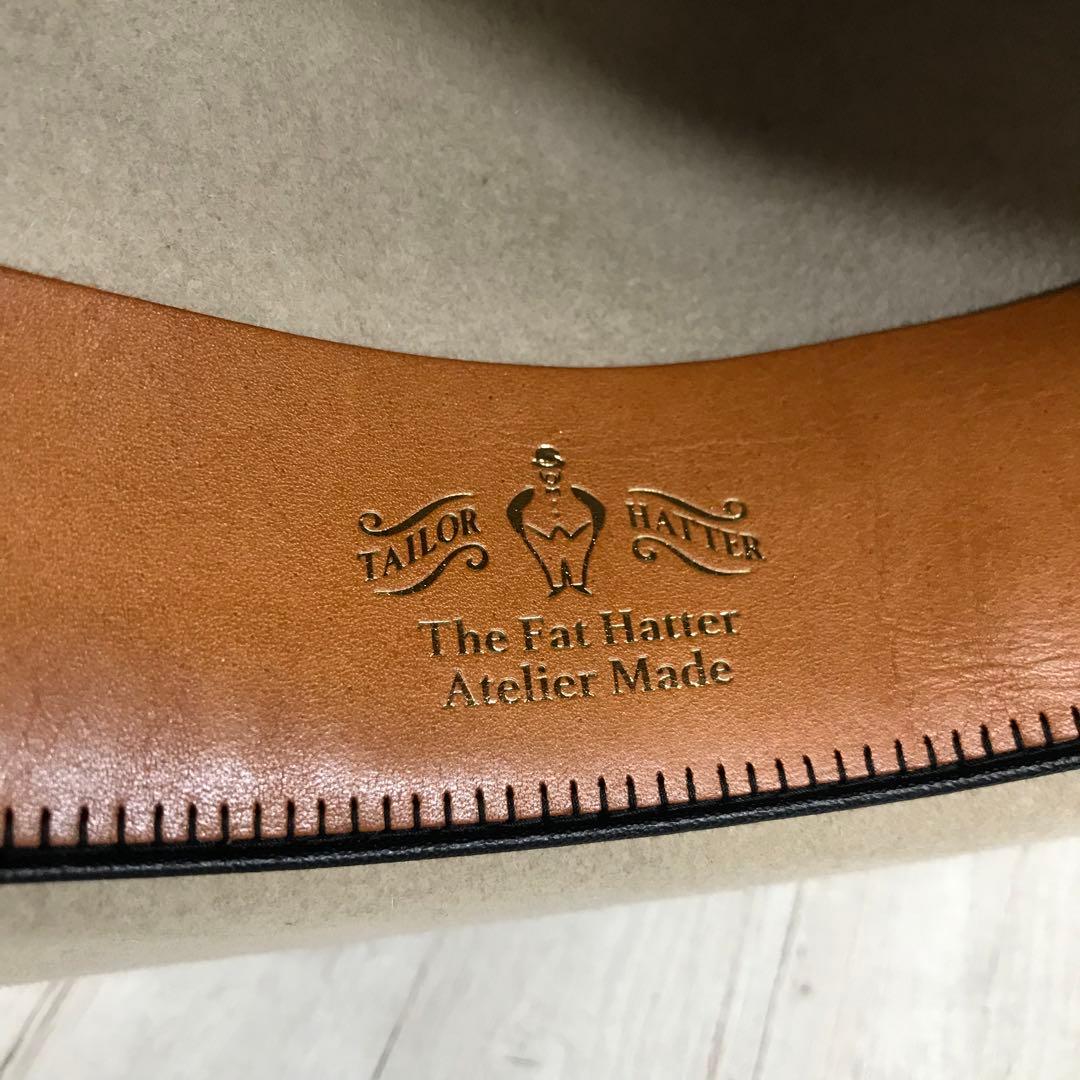 TAILOR HATTER
The Fat Hatter
Atelier Made